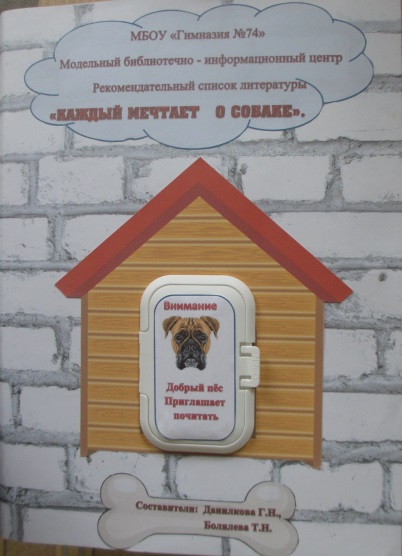 МБОУ «Гимназия №74»
Модельный библиотечно - информационный центр
Рекомендательный список литературы
«КАЖДЫЙ МЕЧТАЕТ О СОБАКЕ».
Внимание
Добрый пёс
Приглашает
почитать
Составители: Данилкова Г.Н.,
Болилева Т.Н.